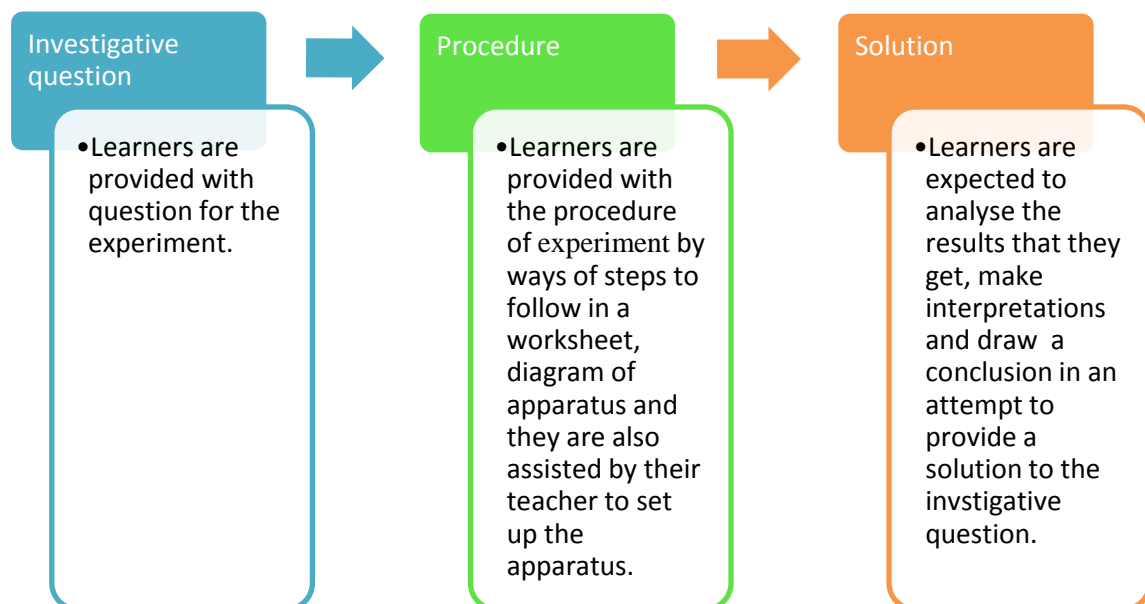 Investigative
question
•Learners are
provided with
question for the
experiment.
Procedure
•Learners are
provided with
the procedure
of experiment by
ways of steps to
follow in a
worksheet,
diagram of
apparatus and
they are also
assisted by their
teacher to set
up the
apparatus.
Solution
•Learners are
expected to
analyse the
results that they
get, make
interpretations
and draw a
conclusion in an
attempt to
provide a
solution to the
invstigative
question.